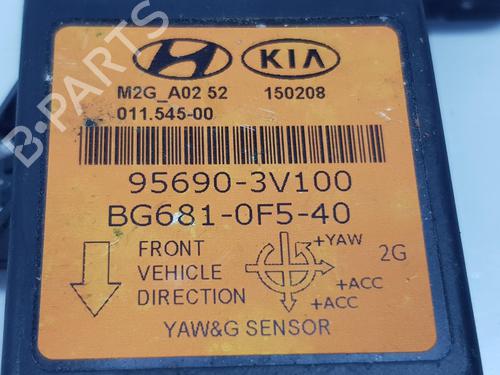 B-PARTS
HYUNDAI KIA
M2G_A02 52 150208
011.545-00
95690-3V100
BG681-0F5-40
FRONT
VEHICLE
DIRECTION
+YAW
2G
+ACC
+ACC
YAW&G SENSOR